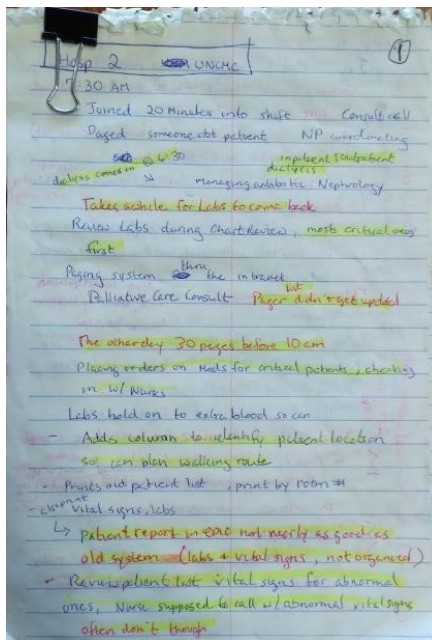 Hosp 2 UNCMC
①
7:30 AM
Joined 20 Minutes into shift Consult call
Paged someone abt patient NP coordinating
@ 6:30 inpatient outpatient
dialysis comes in dialysis
managing antibiotic Nephrology
Takes awhile for Labs to come back
Review Labs during Chart Review, most critical ones
first
thru
Paging system the intranet
list
Palliative Care Consult Pager didn't get updated
The other day 30 pages before 10am
Placing orders on Meds for critical patients, checking
in w/ Nurses
Labs hold on to extra blood so can
- Adds column to identify patient location
so can plan walking route
- Prints out patient list, print by room #
- Vital signs, labs
↳ Patient report in epic not nearly as good as
old system (labs + vital signs, not organized)
- Review patient list vital signs for abnormal
ones, Nurse supposed to call w/ abnormal vital signs
often don't though